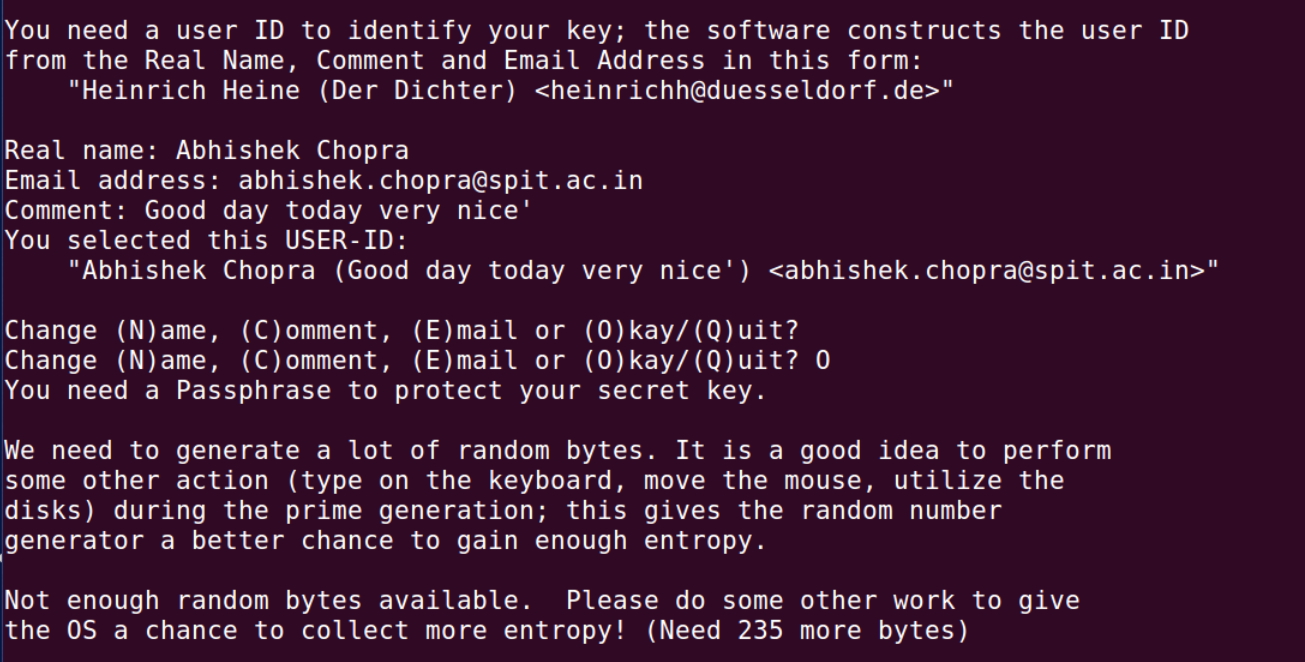 You need a user ID to identify your key; the software constructs the user ID
from the Real Name, Comment and Email Address in this form:
    "Heinrich Heine (Der Dichter) <heinrichh@duesseldorf.de>"
Real name: Abhishek Chopra
Email address: abhishek.chopra@spit.ac.in
Comment: Good day today very nice'
You selected this USER-ID:
    "Abhishek Chopra (Good day today very nice') <abhishek.chopra@spit.ac.in>"
Change (N)ame, (C)omment, (E)mail or (O)kay/(Q)uit?
Change (N)ame, (C)omment, (E)mail or (O)kay/(Q)uit? O
You need a Passphrase to protect your secret key.
We need to generate a lot of random bytes. It is a good idea to perform
some other action (type on the keyboard, move the mouse, utilize the
disks) during the prime generation; this gives the random number
generator a better chance to gain enough entropy.
Not enough random bytes available.  Please do some other work to give
the OS a chance to collect more entropy! (Need 235 more bytes)